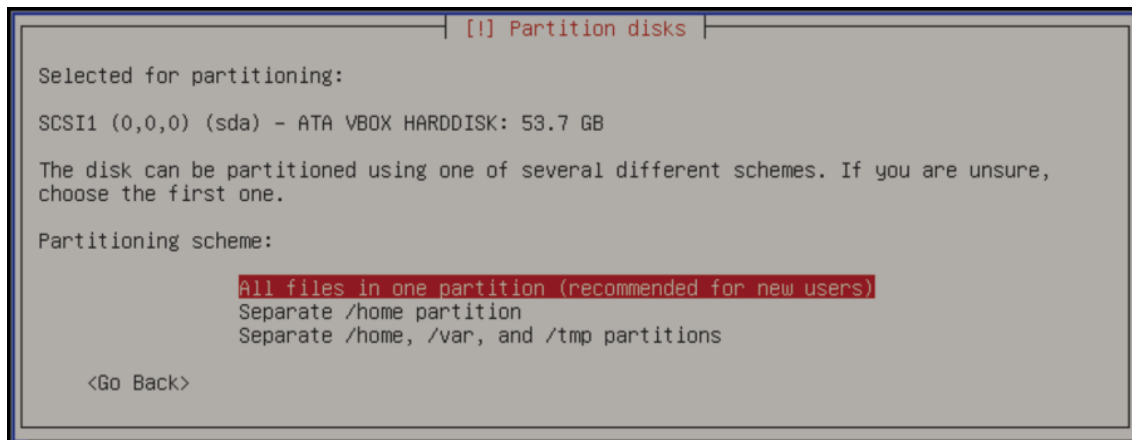 [!] Partition disks
Selected for partitioning:
SCSI1 (0,0,0) (sda) – ATA VBOX HARDDISK: 53.7 GB
The disk can be partitioned using one of several different schemes. If you are unsure,
choose the first one.
Partitioning scheme:
All files in one partition (recommended for new users)
Separate /home partition
Separate /home, /var, and /tmp partitions
<Go Back>